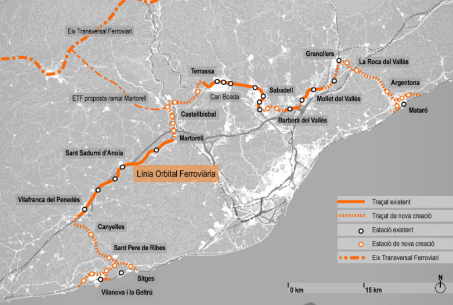 Eix Transversal Ferroviari
Granollers
La Roca del Vallès
Terrassa
Argentona
Sabadell
Can Boada
ETF proposta ramal Martorell
Mollet del Vallès
Mataró
Castellbisbal
Barberà del Vallès
Martorell
Sant Sadurní d'Anoia
Línia Orbital Ferroviària
Vilafranca del Penedès
Traçat existent
Traçat de nova creació
Canyelles
Estació existent
Sant Pere de Ribes
Estació de nova creació
Eix Transversal Ferroviari
Sitges
Vilanova i la Geltrú
0 km
15 km
N